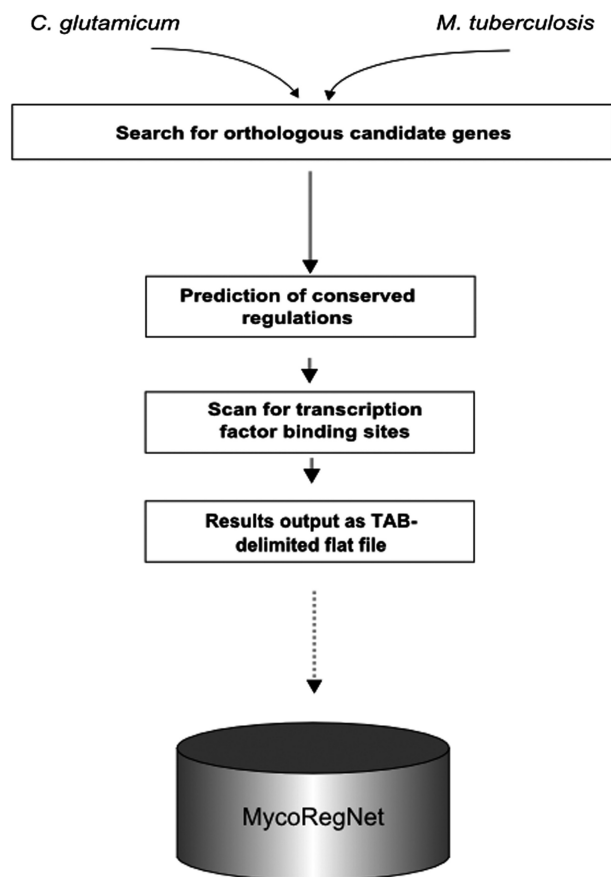 C. glutamicum
M. tuberculosis
Search for orthologous candidate genes
Prediction of conserved
regulations
Scan for transcription
factor binding sites
Results output as TAB-
delimited flat file
MycoRegNet